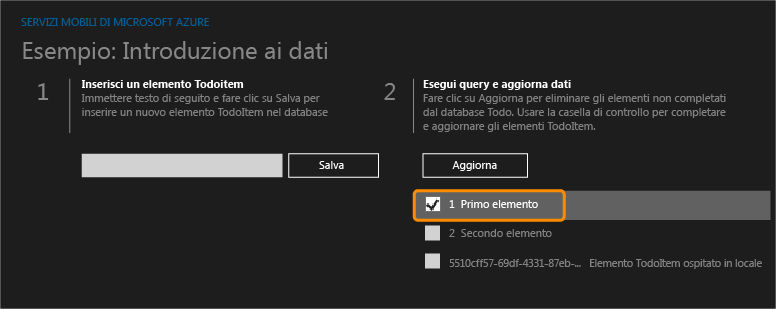 SERVIZI MOBILI DI MICROSOFT AZURE
Esempio: Introduzione ai dati
1
Inserisci un elemento Todoitem
Immettere testo di seguito e fare clic su Salva per
inserire un nuovo elemento TodoItem nel database
Salva
2
Esegui query e aggiorna dati
Fare clic su Aggiorna per eliminare gli elementi non completati
dal database Todo. Usare la casella di controllo per completare
e aggiornare gli elementi TodoItem.
Aggiorna
1 Primo elemento
2 Secondo elemento
5510cff57-69df-4331-87eb-... Elemento TodoItem ospitato in locale